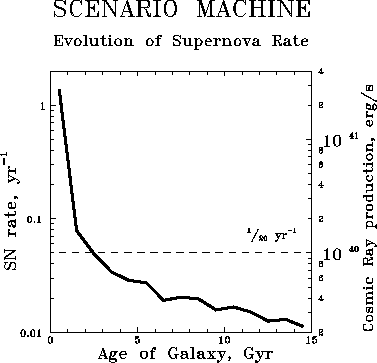 SCENARIO MACHINE
Evolution of Supernova Rate
SN rate, yr⁻¹
1
0.1
0.01
¹/₂₀ yr⁻¹
4
2
10⁴¹
8
6
4
2
10⁴⁰
8
6
4
2
Cosmic Ray production, erg/s
0 5 10 15
Age of Galaxy, Gyr